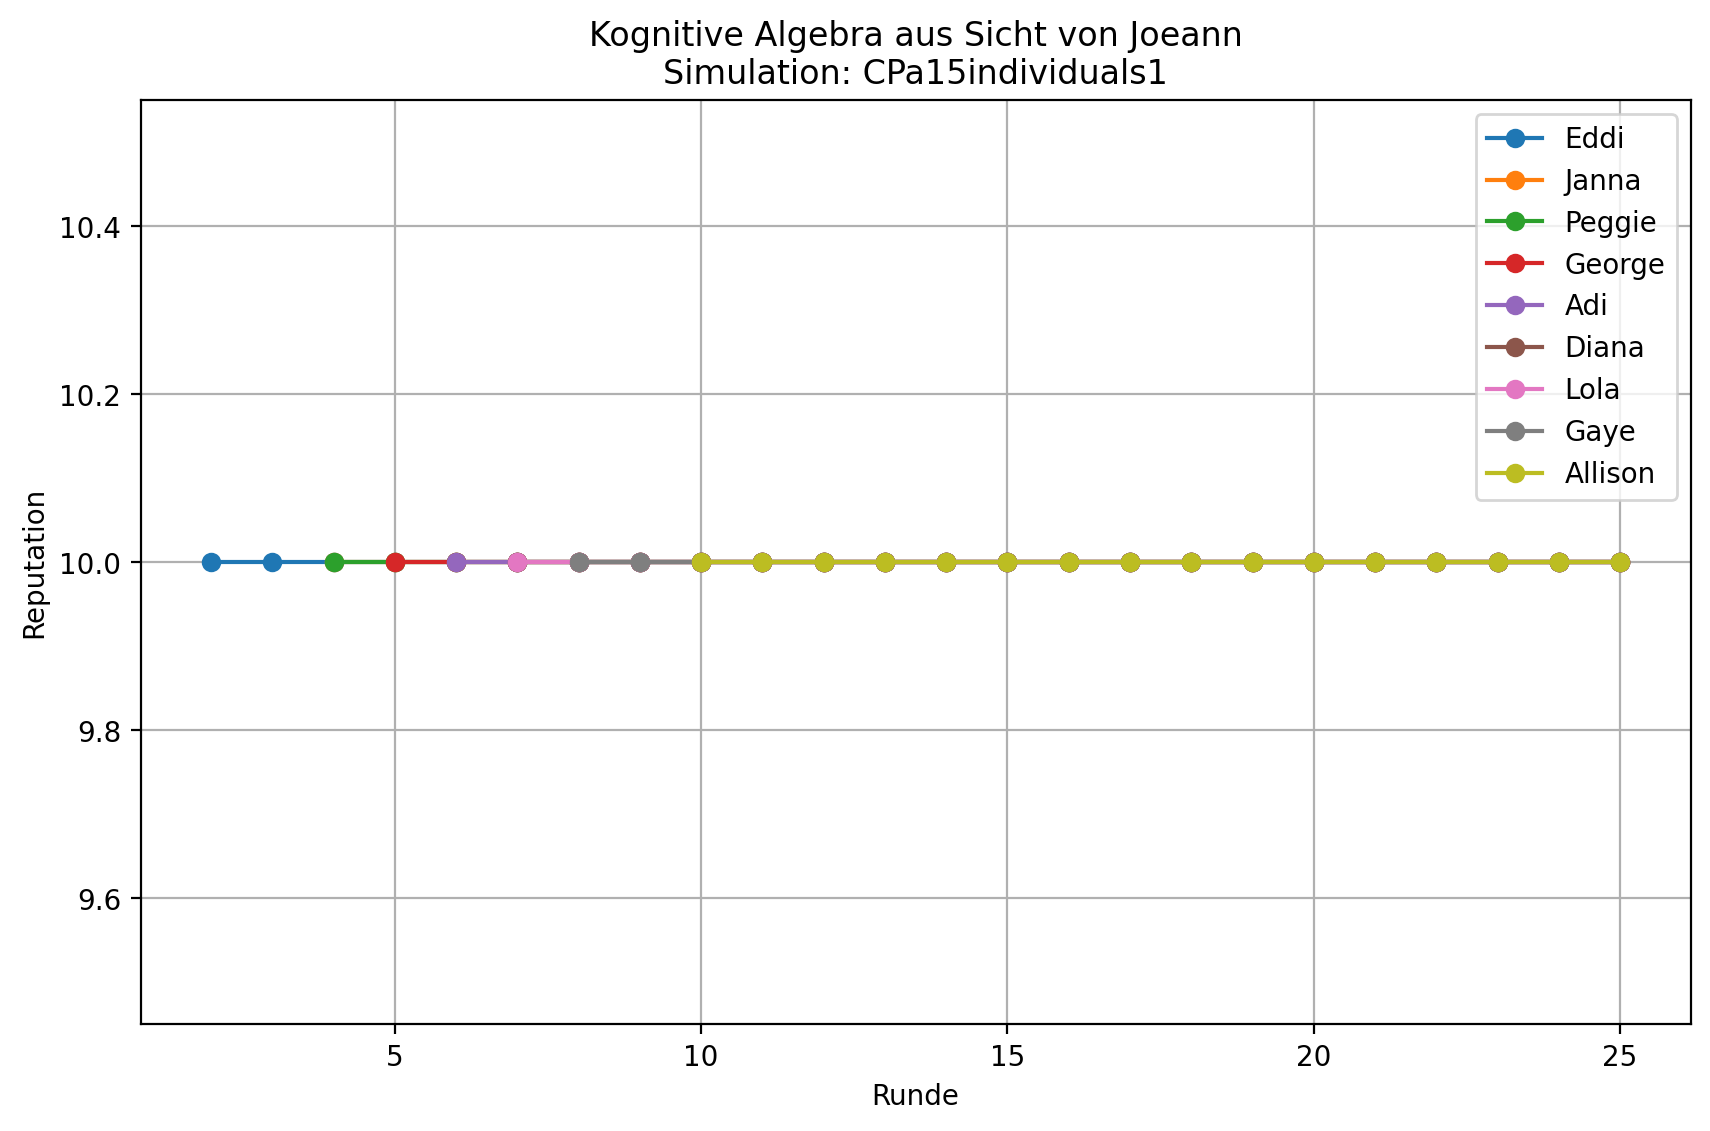 Kognitive Algebra aus Sicht von Joeann
Simulation: CPa15individuals1
Eddi
Janna
Peggie
George
Adi
Diana
Lola
Gaye
Allison
Reputation
10.4
10.2
10.0
9.8
9.6
5
10
15
20
25
Runde